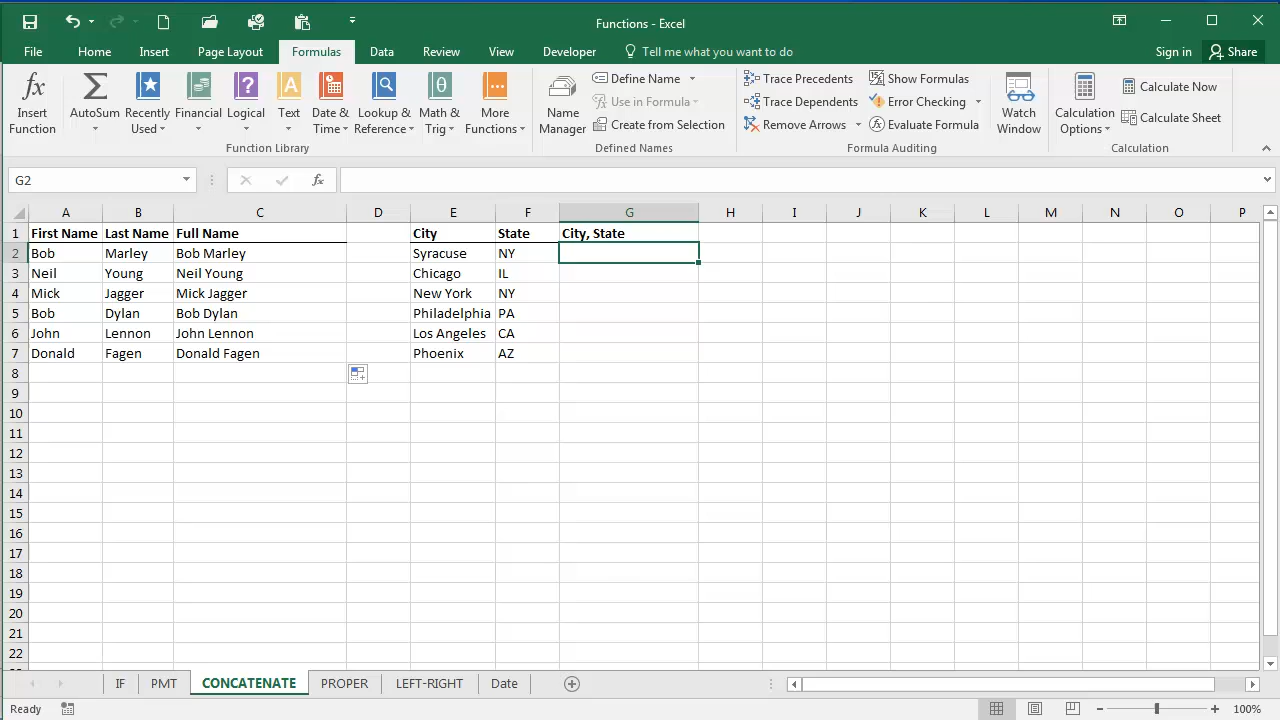 Functions - Excel
File Home Insert Page Layout Formulas Data Review View Developer Tell me what you want to do Sign in Share
Insert Function AutoSum Recently Used Financial Logical Text Date & Time Lookup & Reference Math & Trig More Functions
Function Library
Name Manager
Define Name
Use in Formula
Create from Selection
Defined Names
Trace Precedents Show Formulas
Trace Dependents Error Checking
Remove Arrows Evaluate Formula
Formula Auditing
Watch Window
Calculation Options
Calculate Now
Calculate Sheet
Calculation
G2 fx
A B C D E F G H I J K L M N O P
1 First Name Last Name Full Name City State City, State
2 Bob Marley Bob Marley Syracuse NY
3 Neil Young Neil Young Chicago IL
4 Mick Jagger Mick Jagger New York NY
5 Bob Dylan Bob Dylan Philadelphia PA
6 John Lennon John Lennon Los Angeles CA
7 Donald Fagen Donald Fagen Phoenix AZ
8
9
10
11
12
13
14
15
16
17
18
19
20
21
22
IF PMT CONCATENATE PROPER LEFT-RIGHT Date
Ready 100%